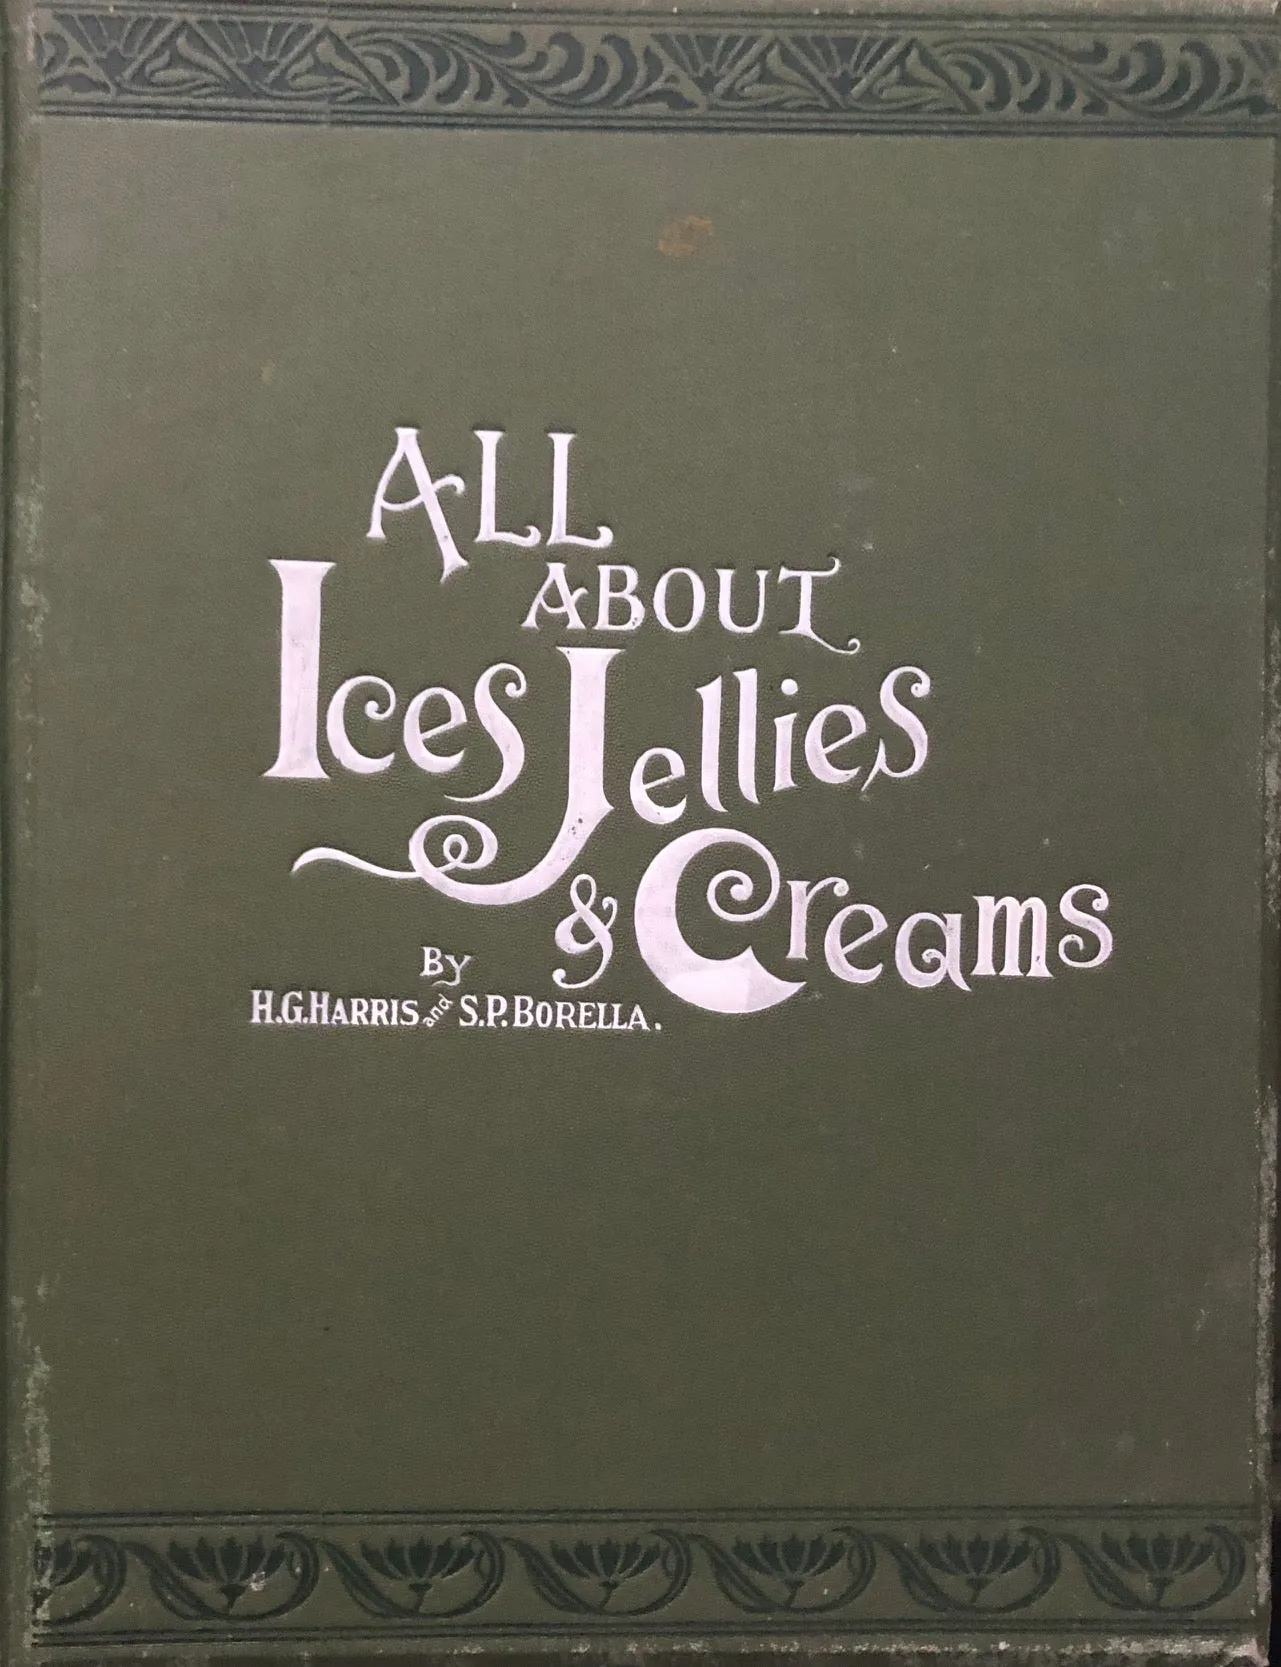 ALL
ABOUT
Ices Jellies
& Creams
By
H.G. HARRIS and S.P. BORELLA.